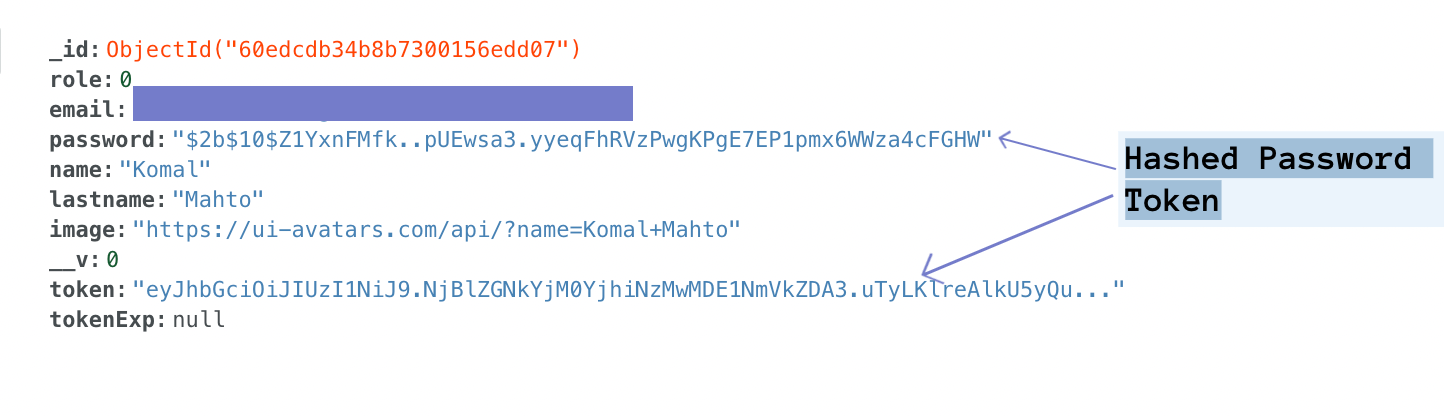 _id: ObjectId("60edcdb34b8b7300156edd07")
role: 0
email:
password: "$2b$10$Z1YxnFMfk..pUEwsa3.yyeqFhRVzPwgKPgE7EP1pmx6WWza4cFGHW"
name: "Komal"
lastname: "Mahto"
image: "https://ui-avatars.com/api/?name=Komal+Mahto"
__v: 0
token: "eyJhbGciOiJIUzI1NiJ9.NjBlZGNkYjM0YjhiNzMwMDE1NmVkZDA3.uTyLKlreAlkU5yQu..."
tokenExp: null
Hashed Password
Token